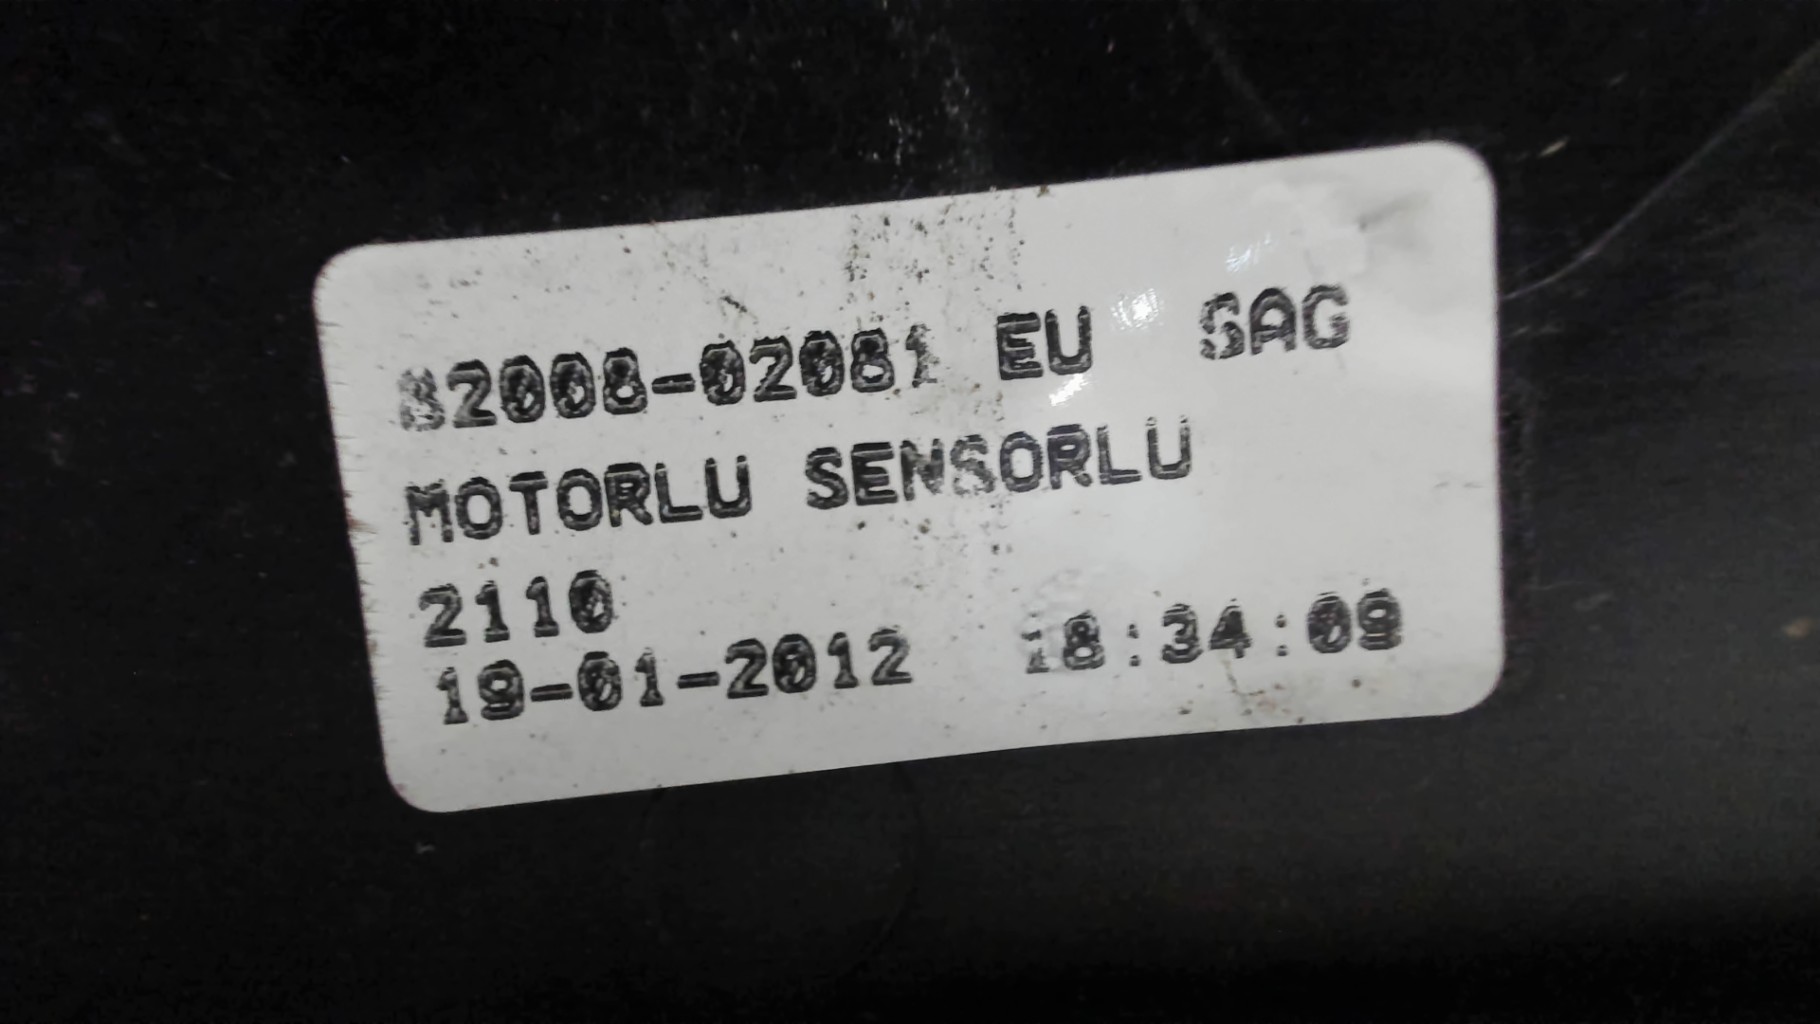 82008-02081 EU SAG
MOTORLU SENSORLU
2110
19-01-2012 18:34:09